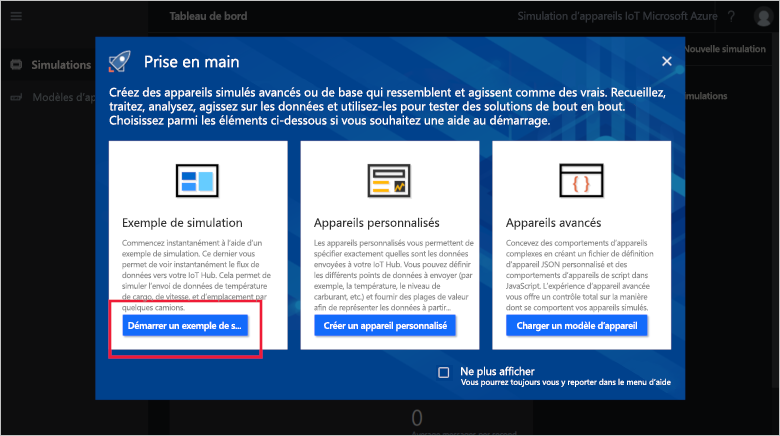 Tableau de bord
Simulation d'appareils IoT Microsoft Azure ?
Nouvelle simulation
Simulations
Modèles d'ap
Prise en main
Créez des appareils simulés avancés ou de base qui ressemblent et agissent comme des vrais. Recueillez,
traitez, analysez, agissez sur les données et utilisez-les pour tester des solutions de bout en bout.
Choisissez parmi les éléments ci-dessous si vous souhaitez une aide au démarrage.
mulations
Exemple de simulation
Commencez instantanément à l'aide d'un
exemple de simulation. Ce dernier vous
permet de voir instantanément le flux de
données vers votre IoT Hub. Cela permet de
simuler l'envoi de données de température
de cargo, de vitesse, et d'emplacement par
quelques camions.
Démarrer un exemple de s...
Appareils personnalisés
Les appareils personnalisés vous permettent de
spécifier exactement quelles sont les données
envoyées à votre IoT Hub. Vous pouvez définir
les différents points de données à envoyer (par
exemple, la température, le niveau de
carburant, etc.) et fournir des plages de valeur
afin de représenter les données à partir...
Créer un appareil personnalisé
Appareils avancés
Concevez des comportements d'appareils
complexes en créant un fichier de définition
d'appareil JSON personnalisé et des
comportements d'appareils de script dans
JavaScript. L'expérience d'appareil avancée
vous offre un contrôle total sur la manière
dont se comportent vos appareils simulés.
Charger un modèle d'appareil
Ne plus afficher
Vous pourrez toujours vous y reporter dans le menu d'aide
0